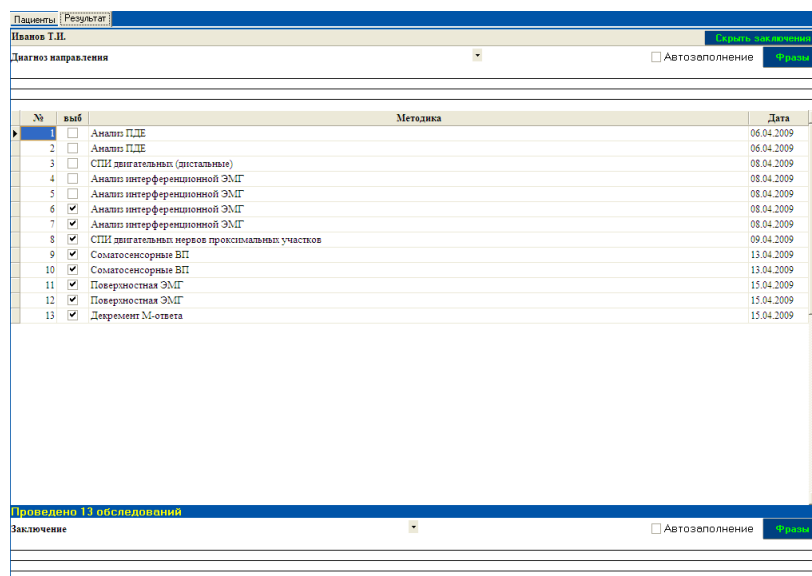 Пациенты Результат
Иванов Т.П. Скрыть заключения
Диагноз направления Автозаполнение Фразы
№ выб Методика Дата
1 Анализ ПДЕ 06.04.2009
2 Анализ ПДЕ 06.04.2009
3 СПИ двигательных (дистальные) 08.04.2009
4 Анализ интерференционной ЭМГ 08.04.2009
5 Анализ интерференционной ЭМГ 08.04.2009
6 Анализ интерференционной ЭМГ 08.04.2009
7 Анализ интерференционной ЭМГ 08.04.2009
8 СПИ двигательных нервов проксимальных участков 09.04.2009
9 Соматосенсорные ВП 13.04.2009
10 Соматосенсорные ВП 13.04.2009
11 Поверхностная ЭМГ 15.04.2009
12 Поверхностная ЭМГ 15.04.2009
13 Декремент М-ответа 15.04.2009
Проведено 13 обследований
Заключение Автозаполнение Фразы